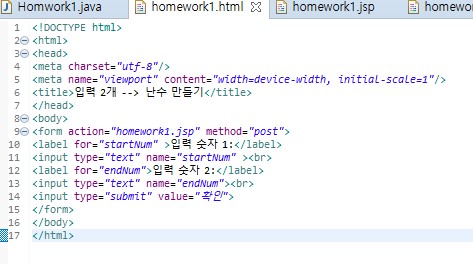 Homwork1.java homework1.html homework1.jsp homewo
1 <!DOCTYPE html>
2 <html>
3 <head>
4 <meta charset="utf-8"/>
5 <meta name="viewport" content="width=device-width, initial-scale=1"/>
6 <title>입력 2개 --> 난수 만들기</title>
7 </head>
8 <body>
9 <form action="homework1.jsp" method="post">
10 <label for="startNum" >입력 숫자 1:</label>
11 <input type="text" name="startNum" ><br>
12 <label for="endNum">입력 숫자 2:</label>
13 <input type="text" name="endNum"><br>
14 <input type="submit" value="확인">
15 </form>
16 </body>
17 </html>